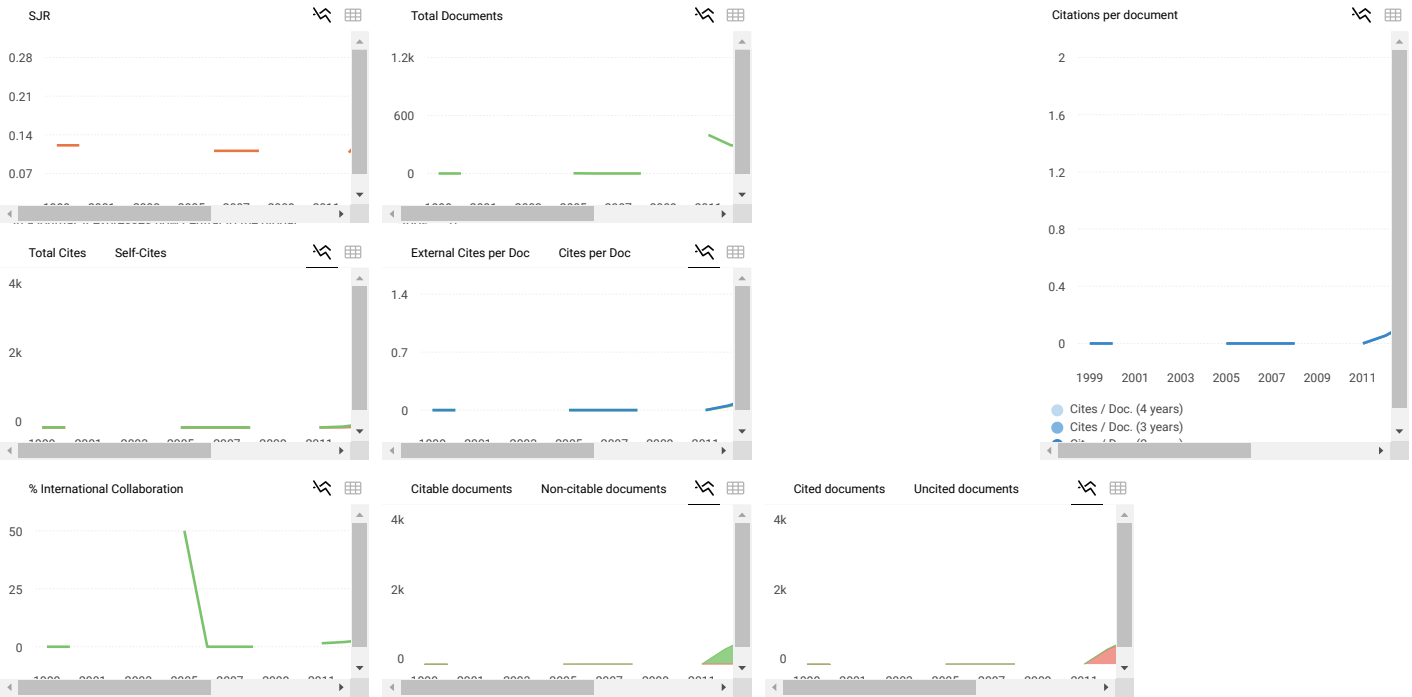 SJR
0.28
0.21
0.14
0.07
Total Documents
1.2k
600
0
Citations per document
2
1.6
1.2
0.8
0.4
0
1999 2001 2003 2005 2007 2009 2011
Cites / Doc. (4 years)
Cites / Doc. (3 years)
Total Cites Self-Cites
4k
2k
0
External Cites per Doc Cites per Doc
1.4
0.7
0
% International Collaboration
50
25
0
Citable documents Non-citable documents
4k
2k
0
Cited documents Uncited documents
4k
2k
0